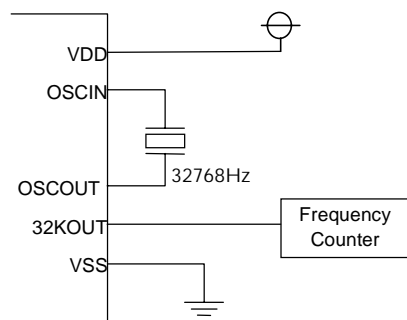 VDD
OSCIN
OSCOUT
32768Hz
32KOUT
Frequency
Counter
VSS